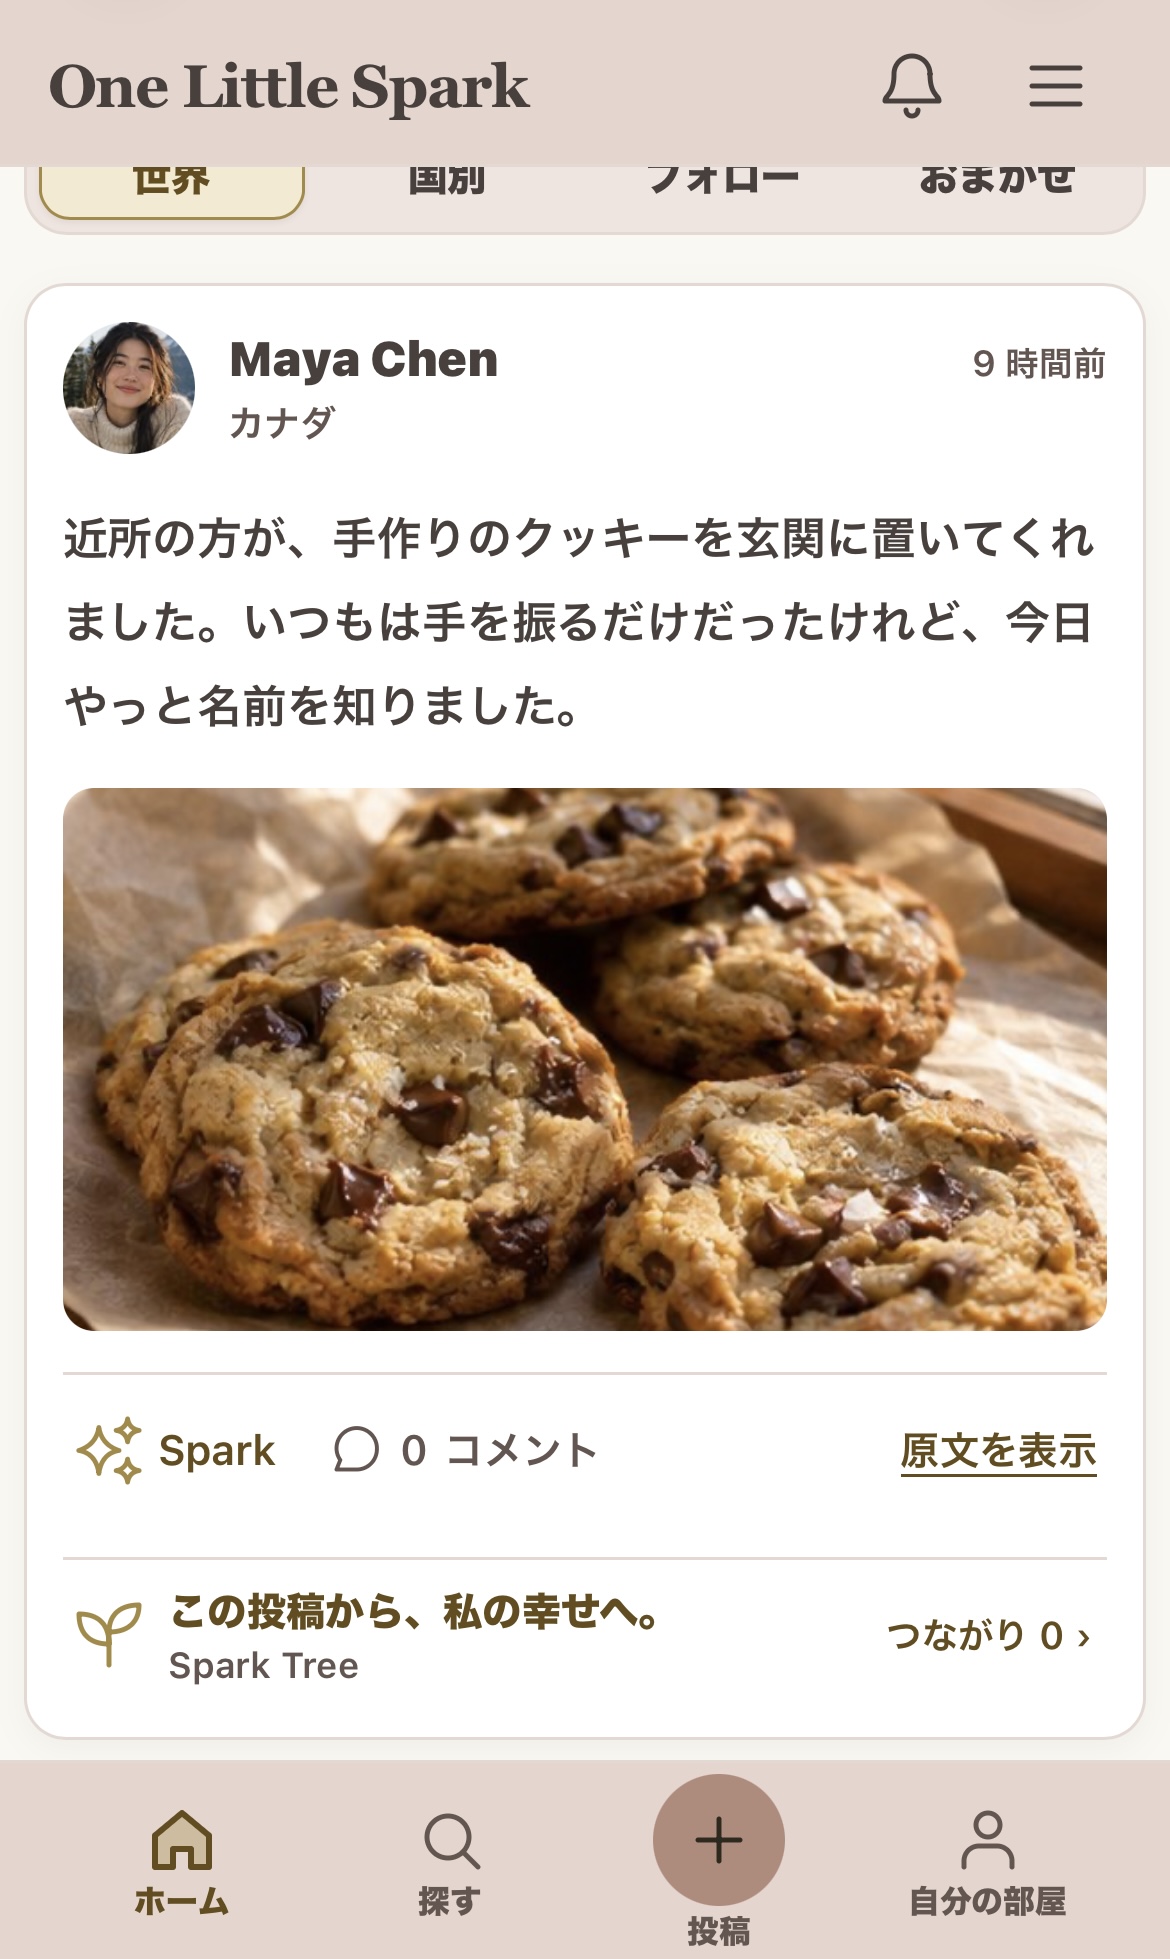 One Little Spark
世界
国別
フォロー
おまかせ
Maya Chen
9 時間前
カナダ
近所の方が、手作りのクッキーを玄関に置いてくれ
ました。いつもは手を振るだけだったけれど、今日
やっと名前を知りました。
Spark
0 コメント
原文を表示
この投稿から、私の幸せへ。
Spark Tree
つながり 0 ›
ホーム
探す
投稿
自分の部屋